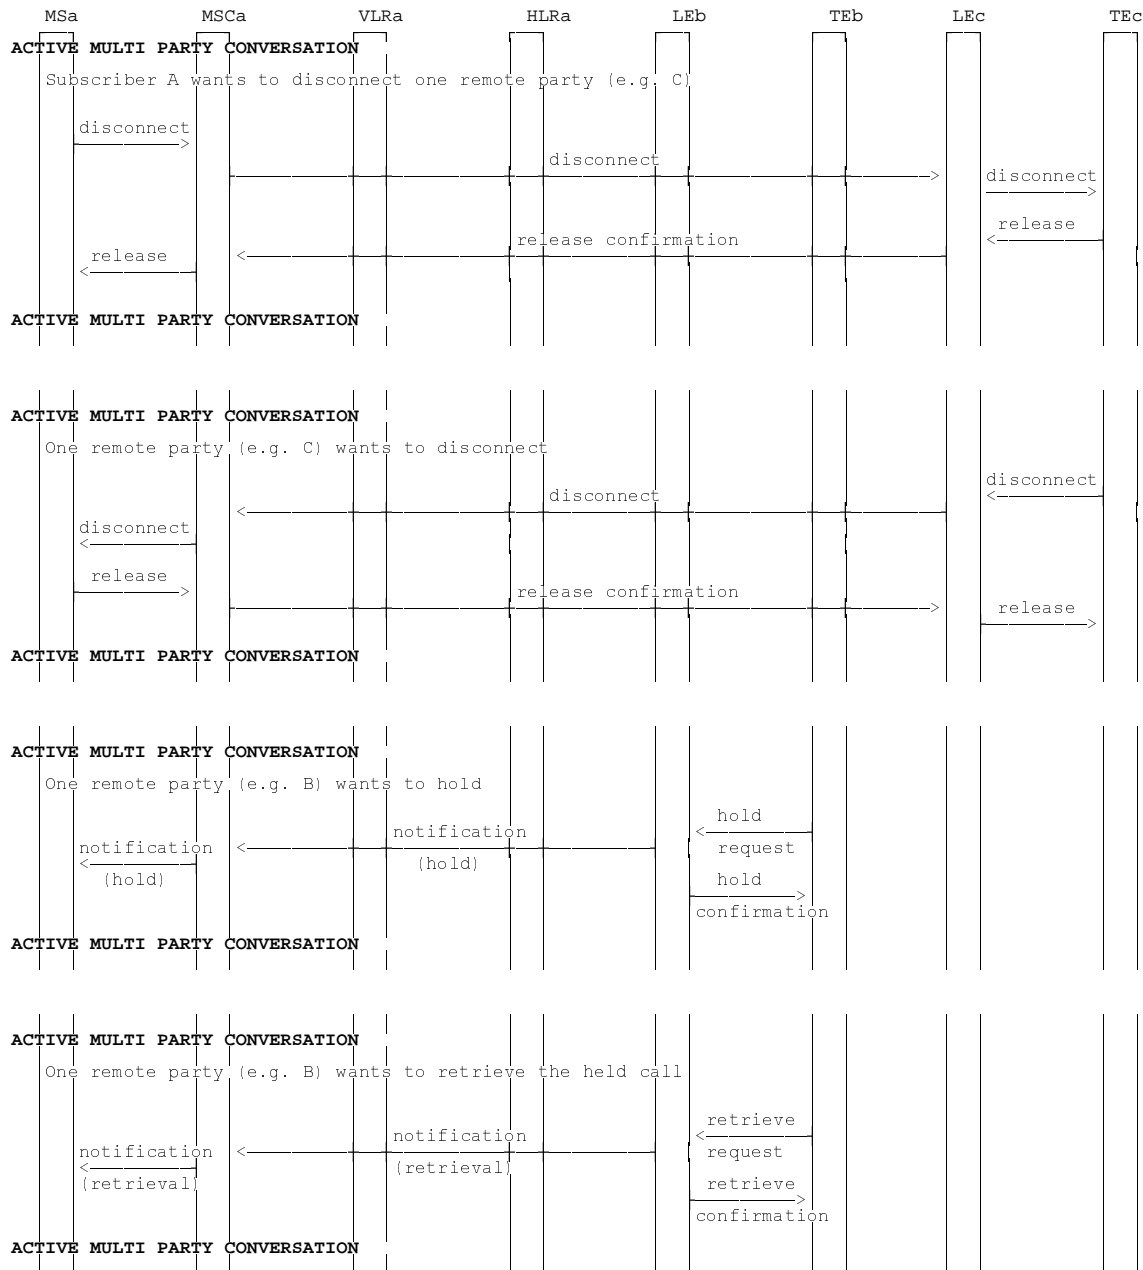 MSa MSCa VLRa HLRa LEb TEb LEc TEc
ACTIVE MULTI PARTY CONVERSATION
Subscriber A wants to disconnect one remote party (e.g. C)
disconnect
disconnect
disconnect
release
release confirmation
release
ACTIVE MULTI PARTY CONVERSATION
ACTIVE MULTI PARTY CONVERSATION
One remote party (e.g. C) wants to disconnect
disconnect
disconnect
disconnect
release
release confirmation
release
ACTIVE MULTI PARTY CONVERSATION
ACTIVE MULTI PARTY CONVERSATION
One remote party (e.g. B) wants to hold
hold
request
notification
(hold)
notification
(hold)
hold
confirmation
ACTIVE MULTI PARTY CONVERSATION
ACTIVE MULTI PARTY CONVERSATION
One remote party (e.g. B) wants to retrieve the held call
retrieve
request
notification
(retrieval)
notification
(retrieval)
retrieve
confirmation
ACTIVE MULTI PARTY CONVERSATION